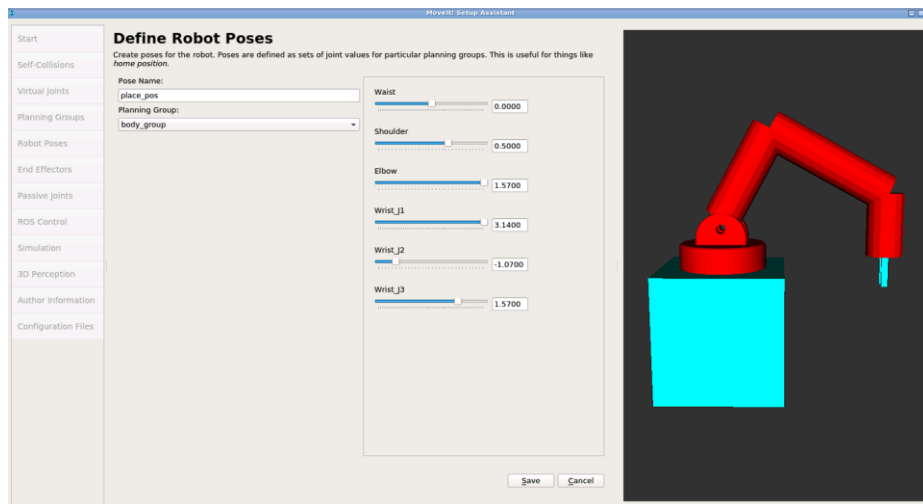 MoveIt! Setup Assistant
Start
Self-Collisions
Virtual Joints
Planning Groups
Robot Poses
End Effectors
Passive Joints
ROS Control
Simulation
3D Perception
Author Information
Configuration Files
Define Robot Poses
Create poses for the robot. Poses are defined as sets of joint values for particular planning groups. This is useful for things like
home position.
Pose Name:
place_pos
Planning Group:
body_group
Waist
0.0000
Shoulder
0.5000
Elbow
1.5700
Wrist_J1
3.1400
Wrist_J2
-1.0700
Wrist_J3
1.5700
Save Cancel